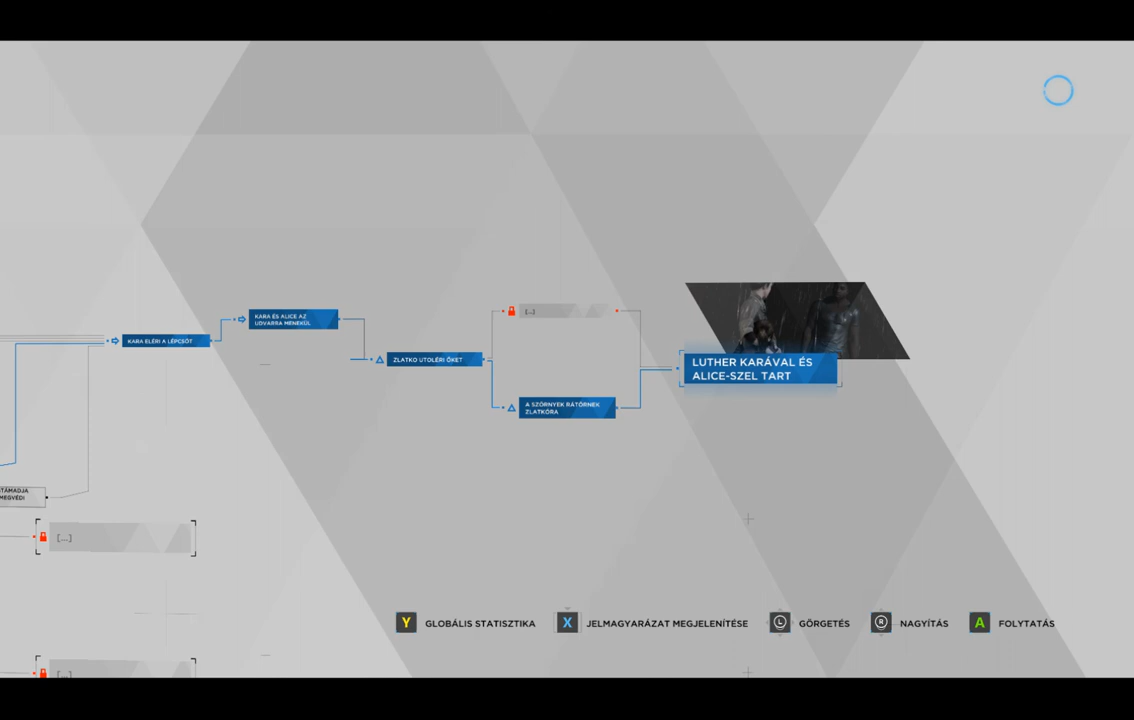 KARA ELÉRI A LÉPCSŐT
KARA ÉS ALICE AZ
UDVARRA MENEKÜL
ZLATKO UTOLÉRI ŐKET
[...]
A SZÖRNYEK RÁTÖRNEK
ZLATKÓRA
LUTHER KARÁVAL ÉS
ALICE-SZEL TART
TÁMADJA
MEGVÉDI
[...]
[...]
Y GLOBÁLIS STATISZTIKA X JELMAGYARÁZAT MEGJELENÍTÉSE L GÖRGETÉS R NAGYÍTÁS A FOLYTATÁS